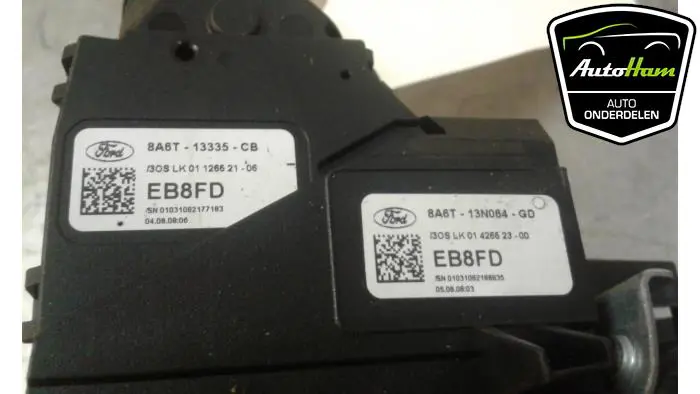 Ford
8A6T - 13335 - CB
I3OS LK 01 1266 21 - 06
EB8FD
/SN 01031082177183
04.08.08:06
Ford
8A6T - 13N064 - GD
I3OS LK 01 4266 23 - 00
EB8FD
/SN 01031082188835
05.08.08:03
AutoHam
AUTO
ONDERDELEN